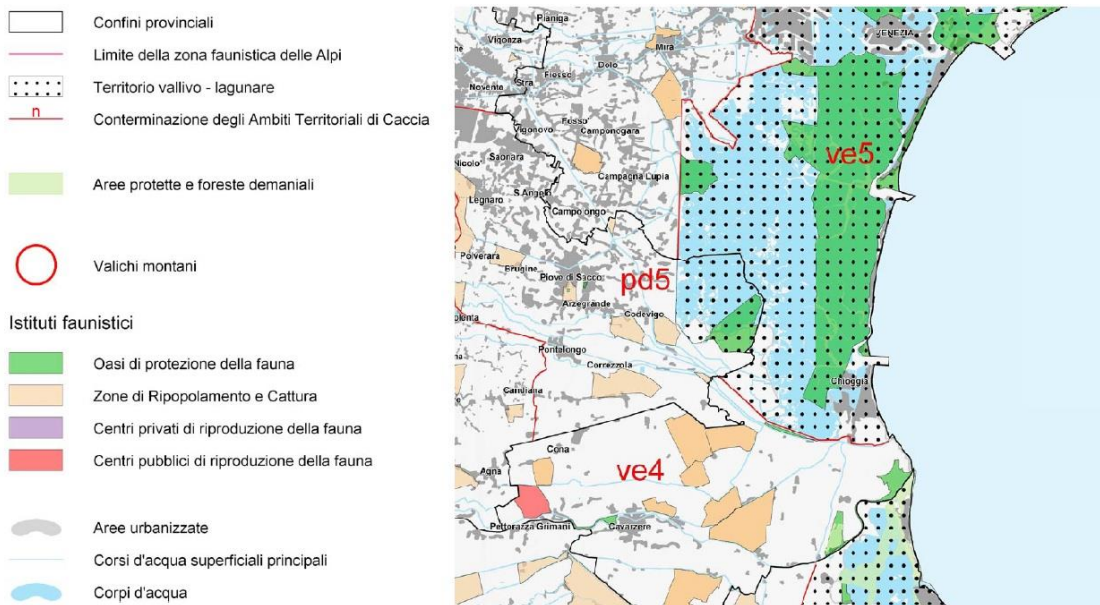 Confini provinciali
Limite della zona faunistica delle Alpi
Territorio vallivo - lagunare
n
Conterminazione degli Ambiti Territoriali di Caccia
Aree protette e foreste demaniali
Valichi montani
Istituti faunistici
Oasi di protezione della fauna
Zone di Ripopolamento e Cattura
Centri privati di riproduzione della fauna
Centri pubblici di riproduzione della fauna
Aree urbanizzate
Corsi d'acqua superficiali principali
Corpi d'acqua
Pianiga
VENEZIA
Vigonza
Mira
Dolo
Fiesso
Stra
Noventa
Fosso
Vigonovo
Camponogara
ve5
Saonara
Nicolo'
Campagna Lupia
S Angelo
Legnaro
Campolongo
Polverara
Brugine
Piove di Sacco
pd5
Arzegrande
Codevigo
Pontelongo
Correzzola
Chioggia
Candiana
Cona
ve4
Agna
Pettorazza Grimani
Cavarzere